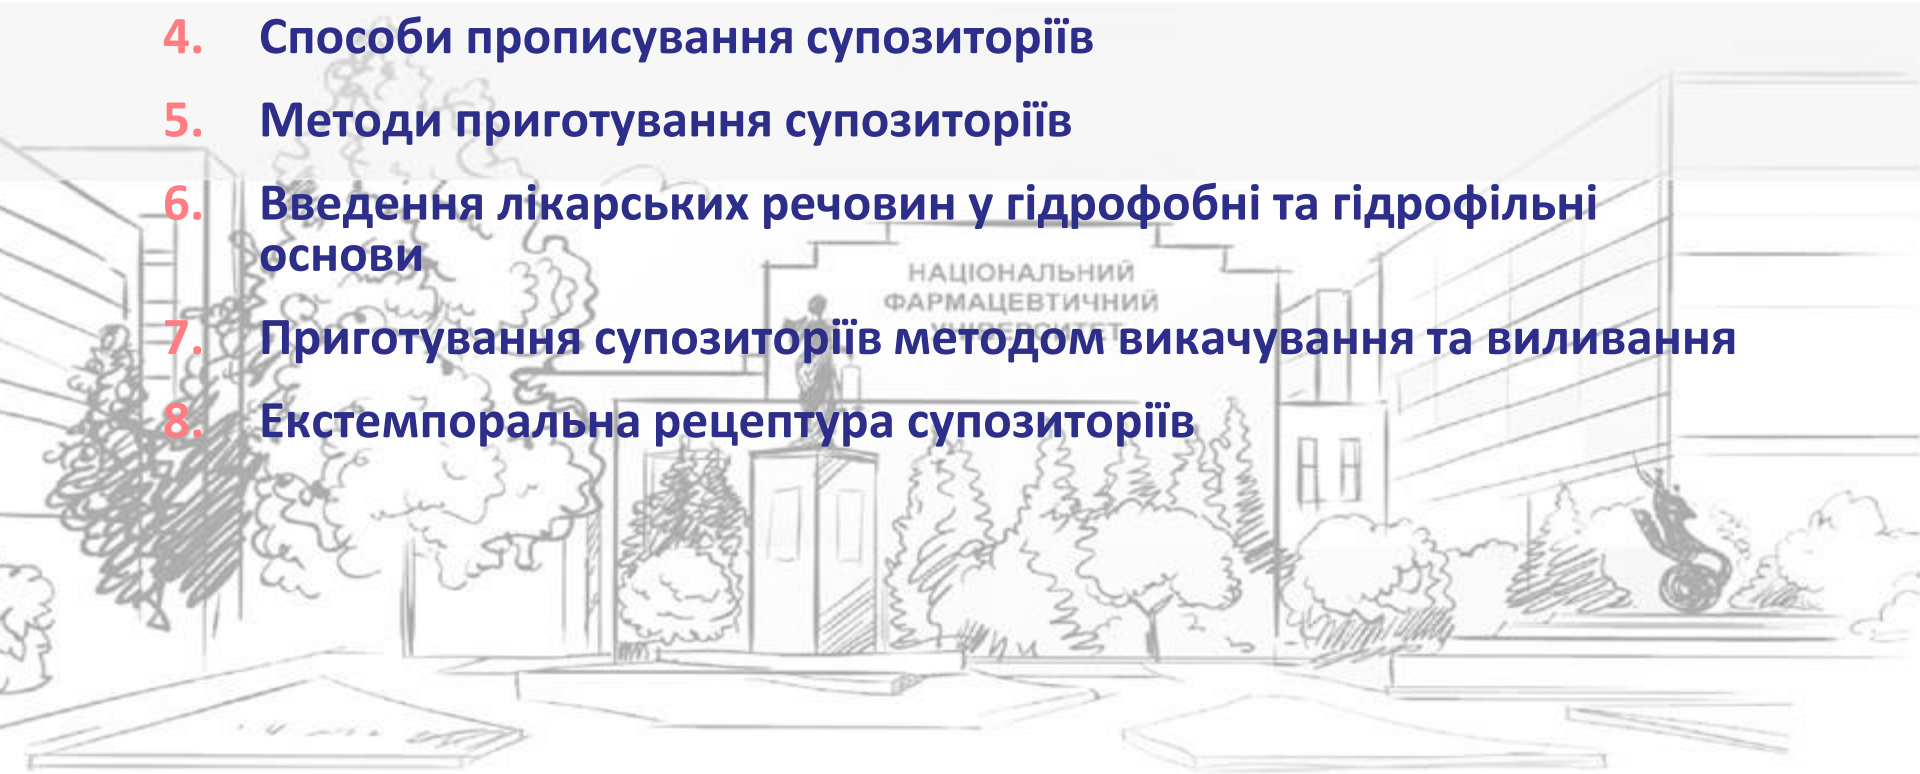 4. Способи прописування супозиторіїв
5. Методи приготування супозиторіїв
6. Введення лікарських речовин у гідрофобні та гідрофільні
основи
НАЦІОНАЛЬНИЙ
ФАРМАЦЕВТИЧНИЙ
УНІВЕРСИТЕТ
7. Приготування супозиторіїв методом викачування та виливання
8. Екстемпоральна рецептура супозиторіїв